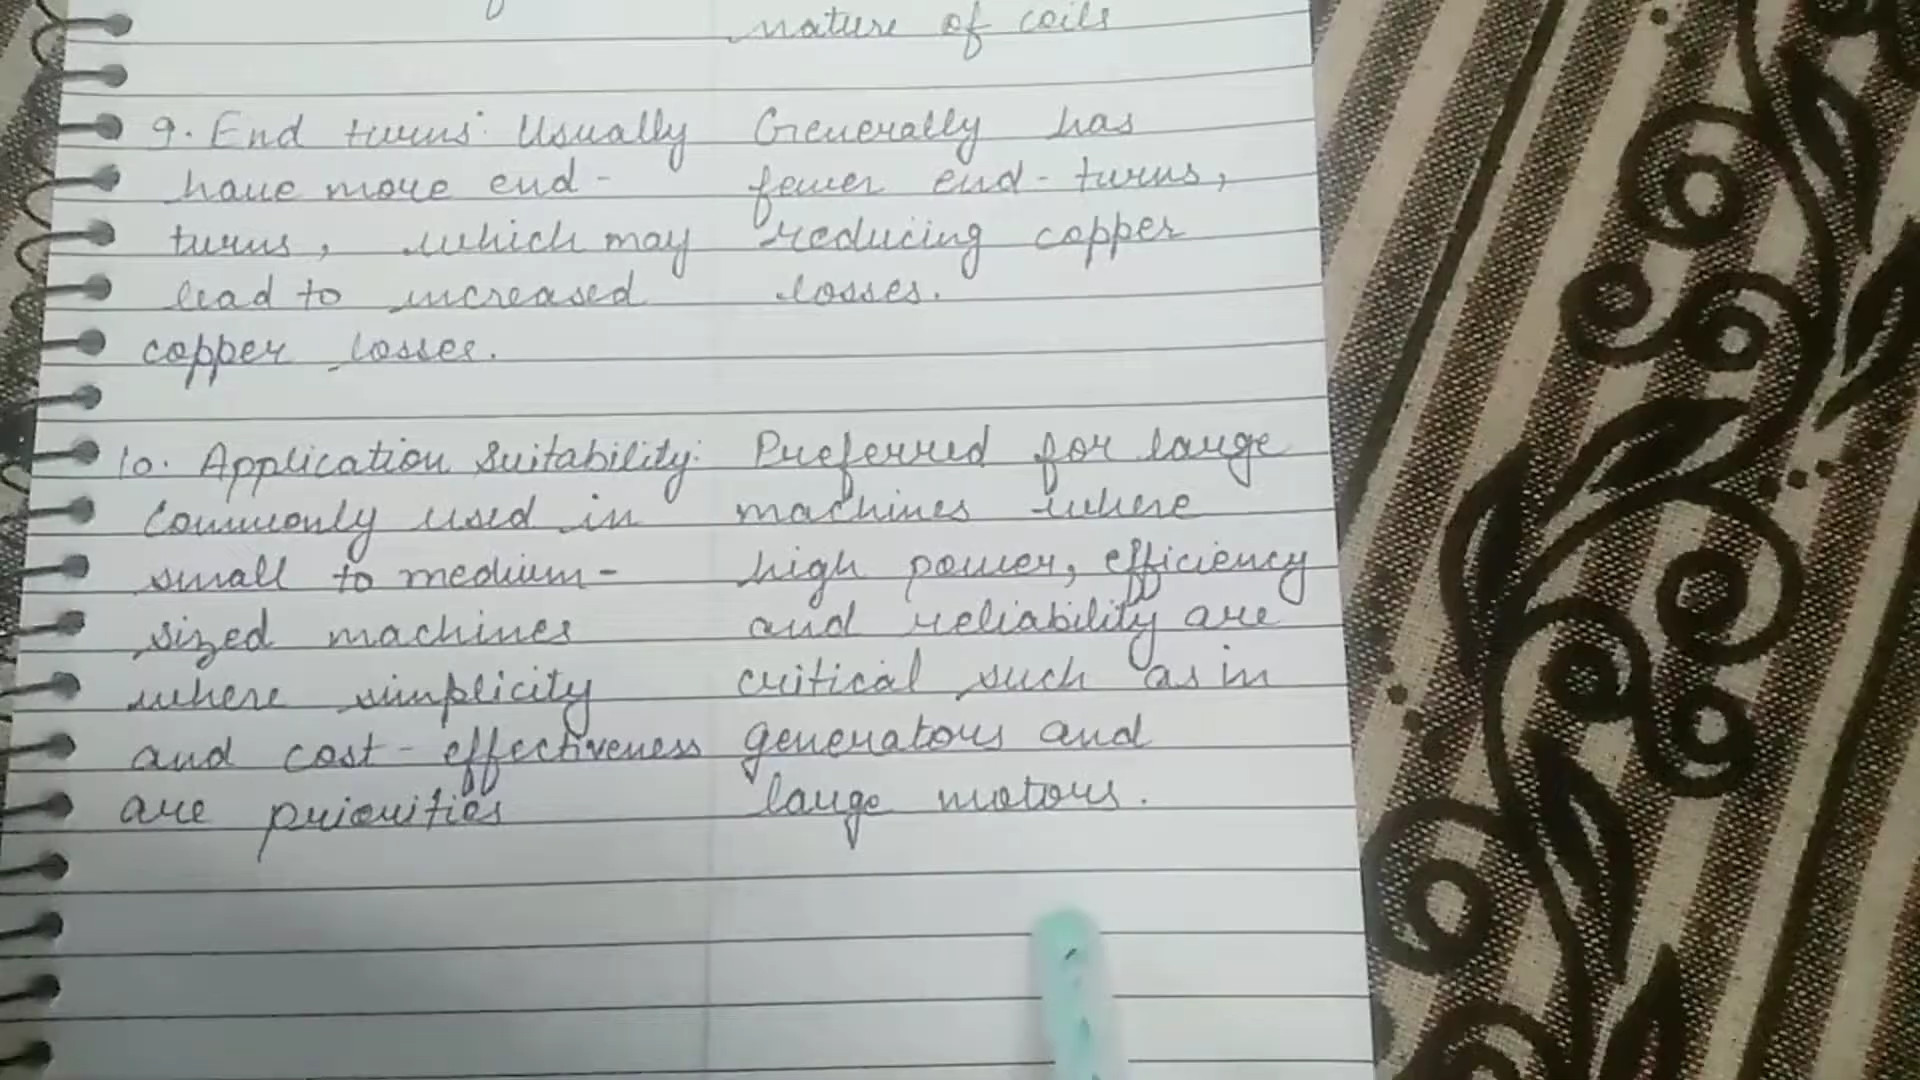 nature of coils
9. End turns: Usually
have more end-
turns, which may
lead to increased
copper losses.
Generally has
fewer end-turns,
reducing copper
losses.
10. Application Suitability:
Commonly used in
small to medium-
sized machines
where simplicity
and cost-effectiveness
are priorities
Preferred for large
machines where
high power, efficiency
and reliability are
critical such as in
generators and
large motors.